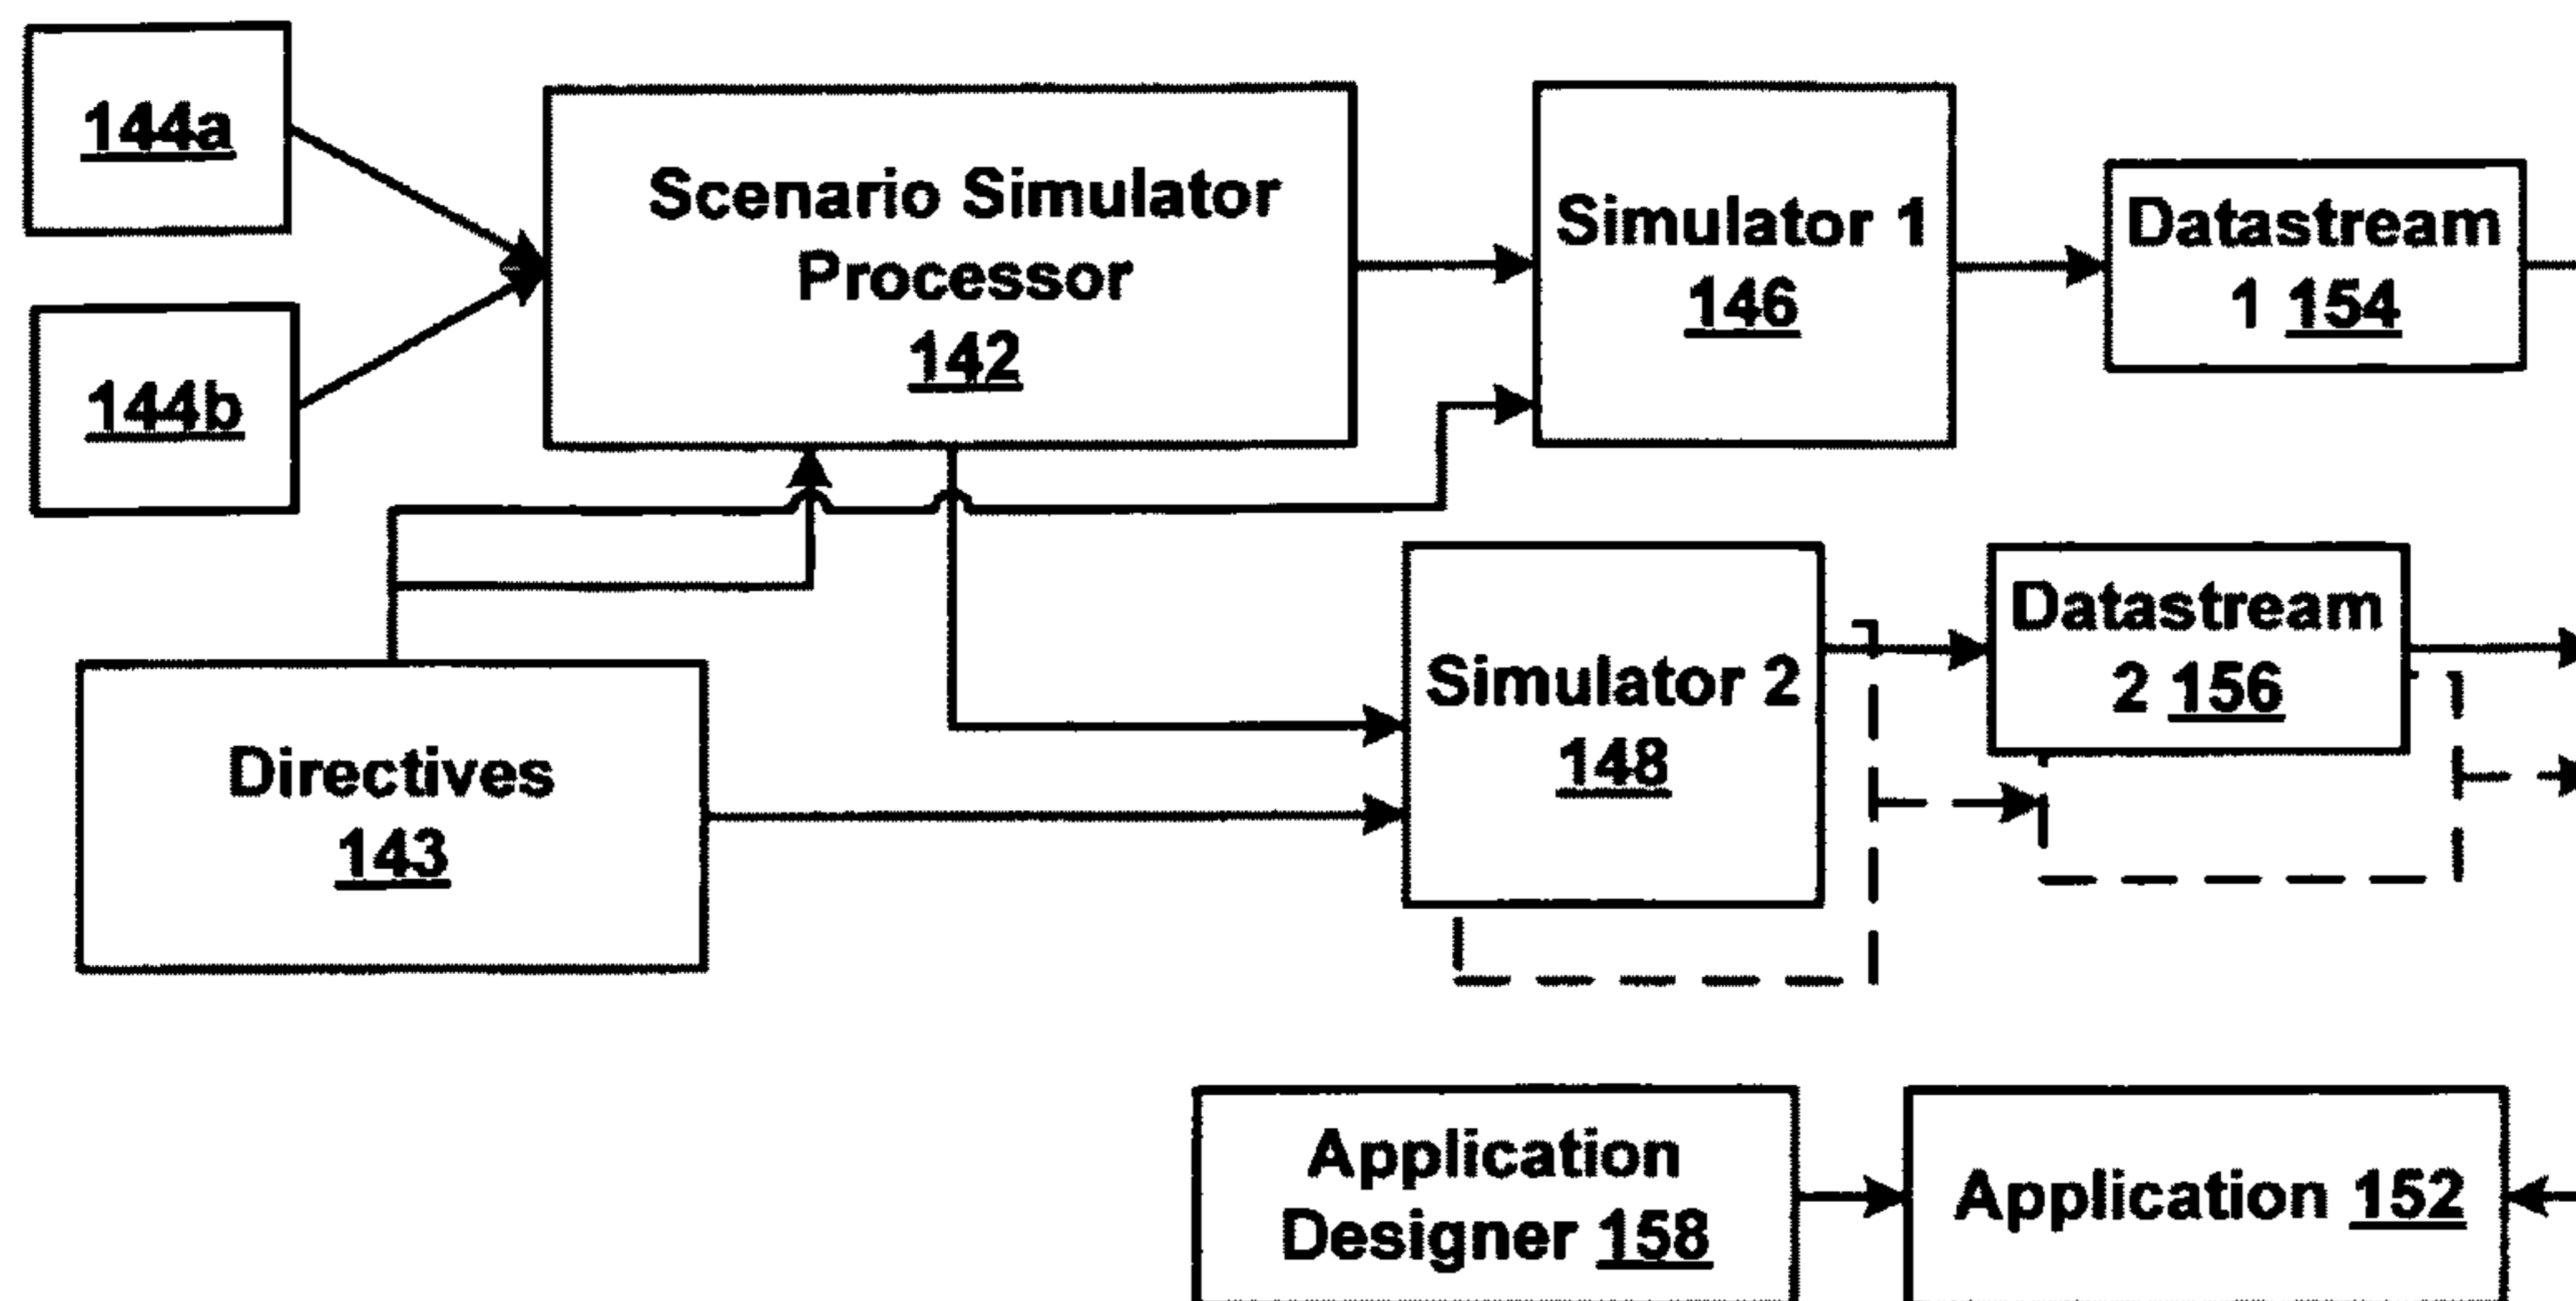 144a
Scenario Simulator
Processor
142
Simulator 1
146
Datastream
1 154
144b
Directives
143
Simulator 2
148
Datastream
2 156
Application
Designer 158
Application 152